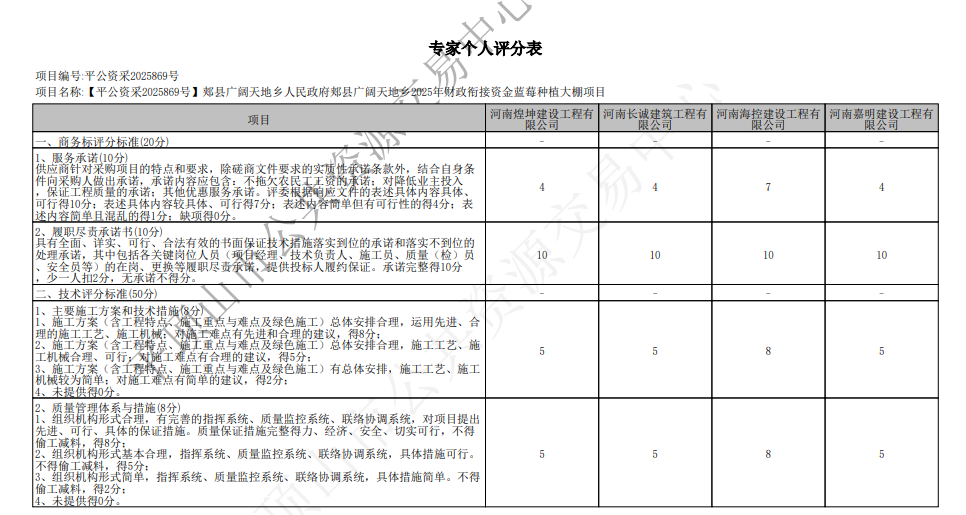 专家个人评分表
项目编号:平公资采2025869号
项目名称:【平公资采2025869号】郏县广阔天地乡人民政府郏县广阔天地乡2025年财政衔接资金蓝莓种植大棚项目
项目
河南煌坤建设工程有限公司
河南长诚建筑工程有限公司
河南海控建设工程有限公司
河南嘉明建设工程有限公司
一、商务标评分标准(20分)
-
-
-
-
1、服务承诺(10分)
供应商针对采购项目的特点和要求，除磋商文件要求的实质性承诺条款外，结合自身条
件向采购人做出承诺，承诺内容应包含：不拖欠农民工工资的承诺；对降低业主投入
，保证工程质量的承诺；其他优惠服务承诺。评委根据响应文件的表述具体内容具体、
可行得10分；表述具体内容较具体、可行得7分；表述内容简单但有可行性的得4分；表
述内容简单且混乱的得1分；缺项得0分。
4
4
7
4
2、履职尽责承诺书(10分)
具有全面、详实、可行、合法有效的书面保证技术措施落实到位的承诺和落实不到位的
处理承诺，其中包括各关键岗位人员（项目经理、技术负责人、施工员、质量（检）员
、安全员等）的在岗、更换等履职尽责承诺，提供投标人履约保证。承诺完整得10分
，少一人扣2分，无承诺不得分。
10
10
10
10
二、技术评分标准(50分)
-
-
-
-
1、主要施工方案和技术措施(8分)
1、施工方案（含工程特点、施工重点与难点及绿色施工）总体安排合理，运用先进、合
理的施工工艺、施工机械；对施工难点有先进和合理的建议，得8分；
2、施工方案（含工程特点、施工重点与难点及绿色施工）总体安排合理，施工工艺、施
工机械合理、可行；对施工难点有合理的建议，得5分；
3、施工方案（含工程特点、施工重点与难点及绿色施工）有总体安排，施工工艺、施工
机械较为简单；对施工难点有简单的建议，得2分；
4、未提供得0分。
5
5
8
5
2、质量管理体系与措施(8分)
1、组织机构形式合理，有完善的指挥系统、质量监控系统、联络协调系统，对项目提出
先进、可行、具体的保证措施。质量保证措施完整得力、经济、安全、切实可行，不得
偷工减料，得8分；
2、组织机构形式基本合理，指挥系统、质量监控系统、联络协调系统，具体措施可行。
不得偷工减料，得5分；
3、组织机构形式简单，指挥系统、质量监控系统、联络协调系统，具体措施简单。不得
偷工减料，得2分；
4、未提供得0分。
5
5
8
5
平顶山市公共资源交易中心
顶山市公共资源交易中心